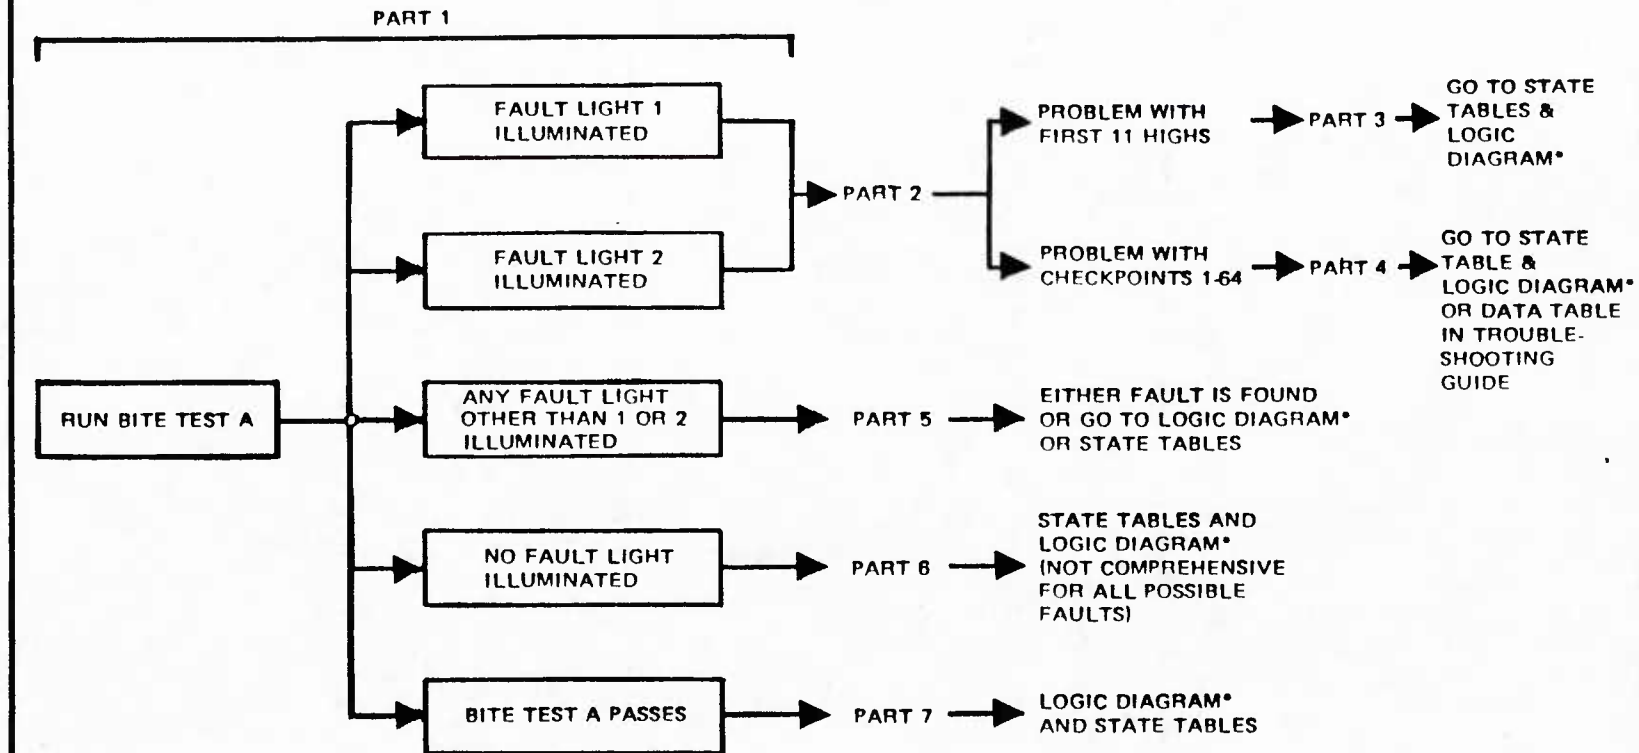 PART 1
FAULT LIGHT 1
ILLUMINATED
FAULT LIGHT 2
ILLUMINATED
PART 2
PROBLEM WITH
FIRST 11 HIGHS
PART 3
GO TO STATE
TABLES &
LOGIC
DIAGRAM*
PROBLEM WITH
CHECKPOINTS 1-64
PART 4
GO TO STATE
TABLE &
LOGIC DIAGRAM*
OR DATA TABLE
IN TROUBLE-
SHOOTING
GUIDE
RUN BITE TEST A
ANY FAULT LIGHT
OTHER THAN 1 OR 2
ILLUMINATED
PART 5
EITHER FAULT IS FOUND
OR GO TO LOGIC DIAGRAM*
OR STATE TABLES
NO FAULT LIGHT
ILLUMINATED
PART 6
STATE TABLES AND
LOGIC DIAGRAM*
(NOT COMPREHENSIVE
FOR ALL POSSIBLE
FAULTS)
BITE TEST A PASSES
PART 7
LOGIC DIAGRAM*
AND STATE TABLES